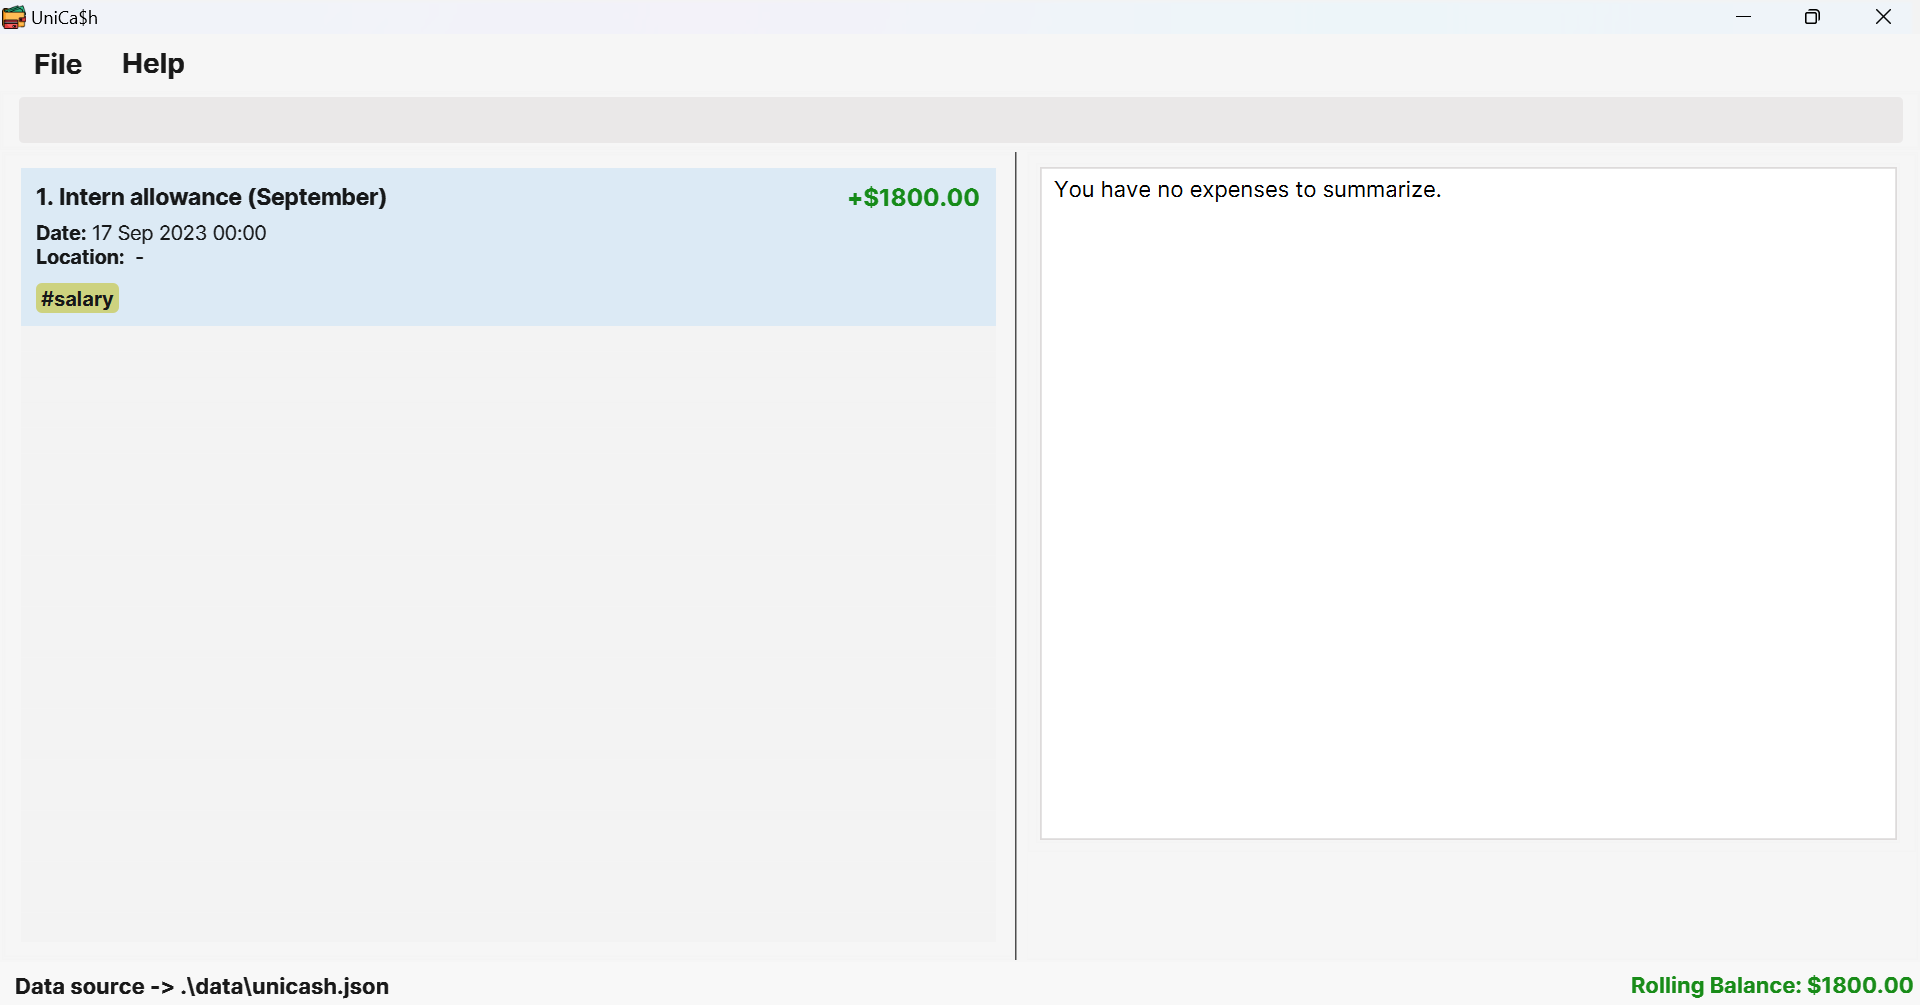 UniCa$h
File Help
1. Intern allowance (September) +$1800.00
Date: 17 Sep 2023 00:00
Location: -
#salary
You have no expenses to summarize.
Data source -> .\data\unicash.json
Rolling Balance: $1800.00